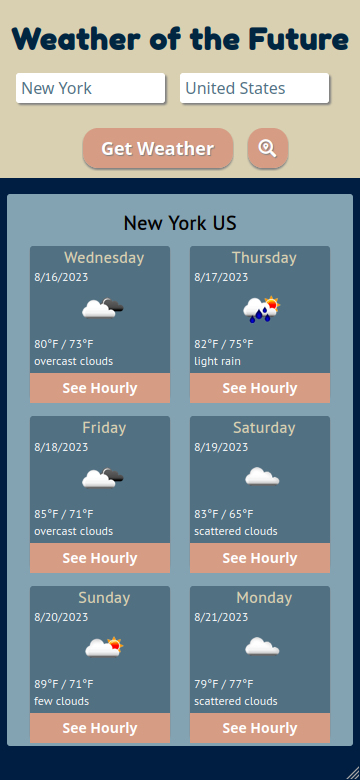 Weather of the Future
New York
United States
Get Weather
New York US
Wednesday
8/16/2023
80°F / 73°F
overcast clouds
See Hourly
Thursday
8/17/2023
82°F / 75°F
light rain
See Hourly
Friday
8/18/2023
85°F / 71°F
overcast clouds
See Hourly
Saturday
8/19/2023
83°F / 65°F
scattered clouds
See Hourly
Sunday
8/20/2023
89°F / 71°F
few clouds
See Hourly
Monday
8/21/2023
79°F / 77°F
scattered clouds
See Hourly